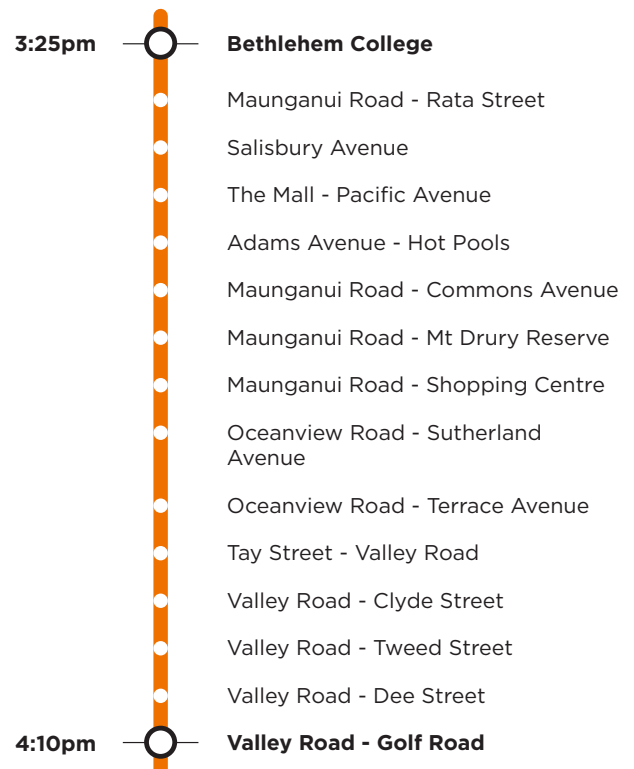 3:25pm Bethlehem College
Maunganui Road - Rata Street
Salisbury Avenue
The Mall - Pacific Avenue
Adams Avenue - Hot Pools
Maunganui Road - Commons Avenue
Maunganui Road - Mt Drury Reserve
Maunganui Road - Shopping Centre
Oceanview Road - Sutherland
Avenue
Oceanview Road - Terrace Avenue
Tay Street - Valley Road
Valley Road - Clyde Street
Valley Road - Tweed Street
Valley Road - Dee Street
4:10pm Valley Road - Golf Road